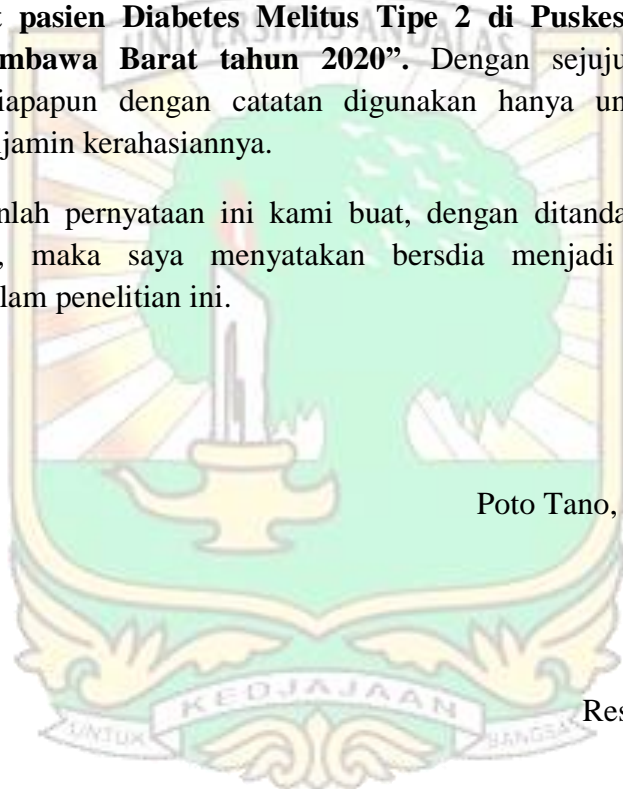 t pasien Diabetes Melitus Tipe 2 di Puskes
UNIVERSITAS ANDALAS
mbawa Barat tahun 2020”. Dengan sejuju
iapapun dengan catatan digunakan hanya un
jamin kerahasiannya.
nlah pernyataan ini kami buat, dengan ditanda
, maka saya menyatakan bersdia menjadi
lam penelitian ini.
Poto Tano,
KEDJAJAAN
Res
UNTUK
BANGSA